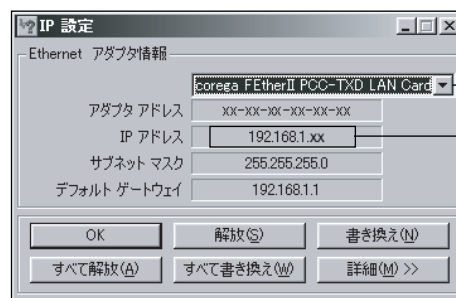 IP 設定
Ethernet アダプタ情報
corega FEtherII PCC-TXD LAN Card
アダプタ アドレス xx-xx-xx-xx-xx-xx
IP アドレス 192.168.1.xx
サブネット マスク 255.255.255.0
デフォルト ゲートウェイ 192.168.1.1
OK 解放(S) 書き換え(N)
すべて解放(A) すべて書き換え(W) 詳細(M) >>